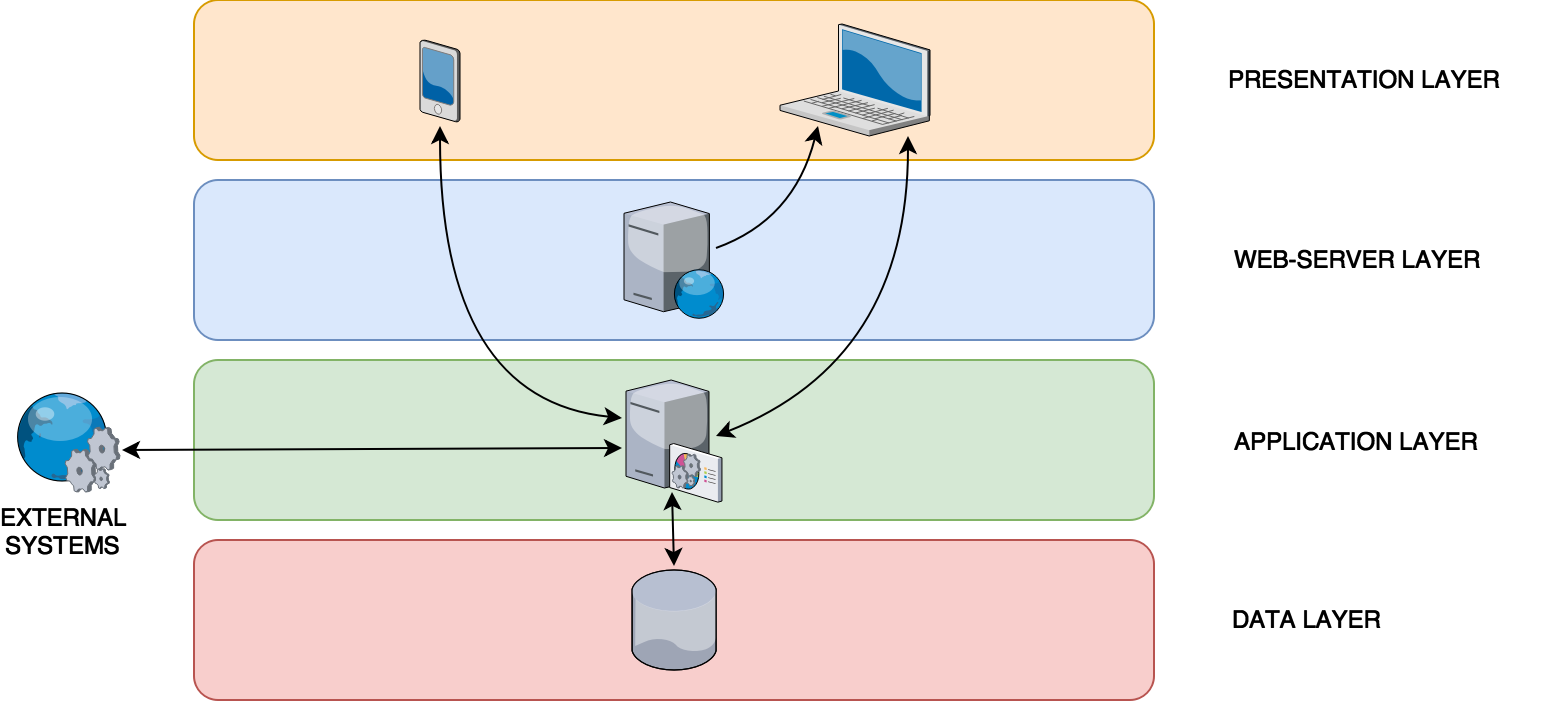 PRESENTATION LAYER
WEB-SERVER LAYER
APPLICATION LAYER
EXTERNAL
SYSTEMS
DATA LAYER